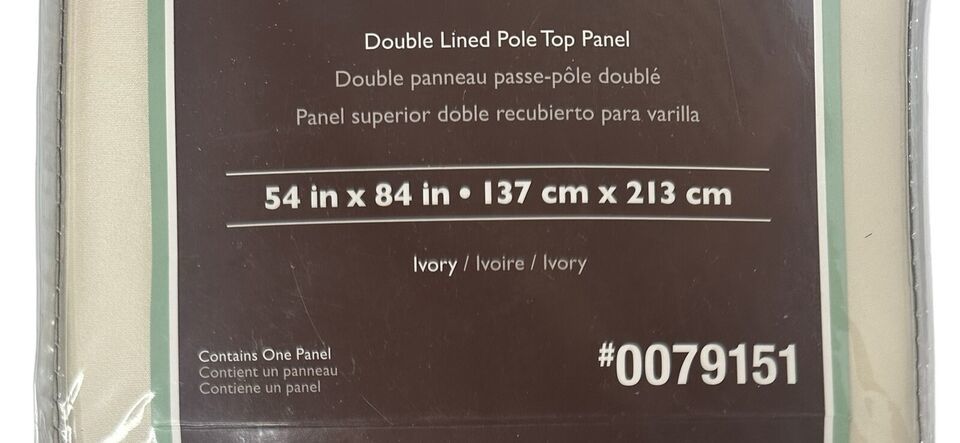 Double Lined Pole Top Panel
Double panneau passe-pôle doublé
Panel superior doble recubierto para varilla
54 in x 84 in • 137 cm x 213 cm
Ivory / Ivoire / Ivory
Contains One Panel
Contient un panneau
Contiene un panel
#0079151